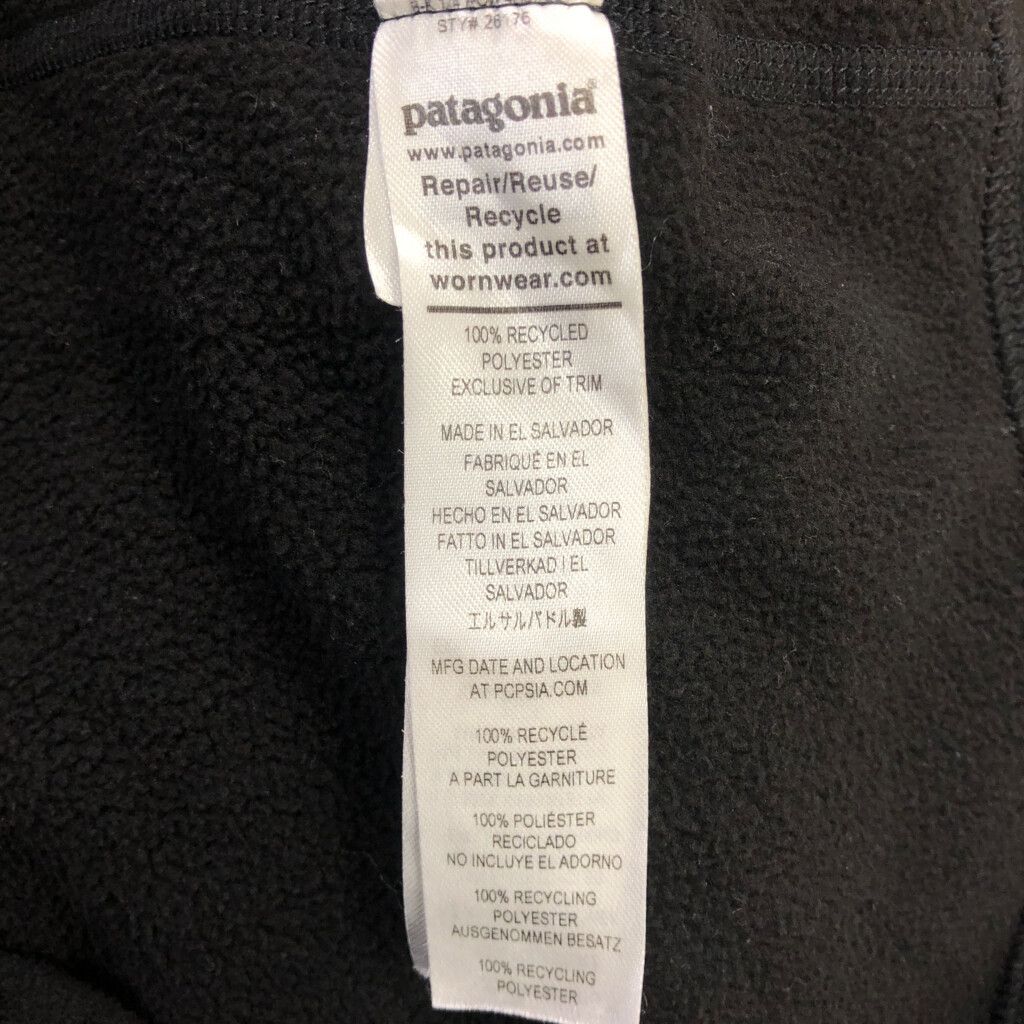 STY# 26176
patagonia®
www.patagonia.com
Repair/Reuse/
Recycle
this product at
wornwear.com
100% RECYCLED
POLYESTER
EXCLUSIVE OF TRIM
MADE IN EL SALVADOR
FABRIQUÉ EN EL
SALVADOR
HECHO EN EL SALVADOR
FATTO IN EL SALVADOR
TILLVERKAD I EL
SALVADOR
エルサルバドル製
MFG DATE AND LOCATION
AT PCPSIA.COM
100% RECYCLÉ
POLYESTER
A PART LA GARNITURE
100% POLIÉSTER
RECICLADO
NO INCLUYE EL ADORNO
100% RECYCLING
POLYESTER
AUSGENOMMEN BESATZ
100% RECYCLING
POLYESTER